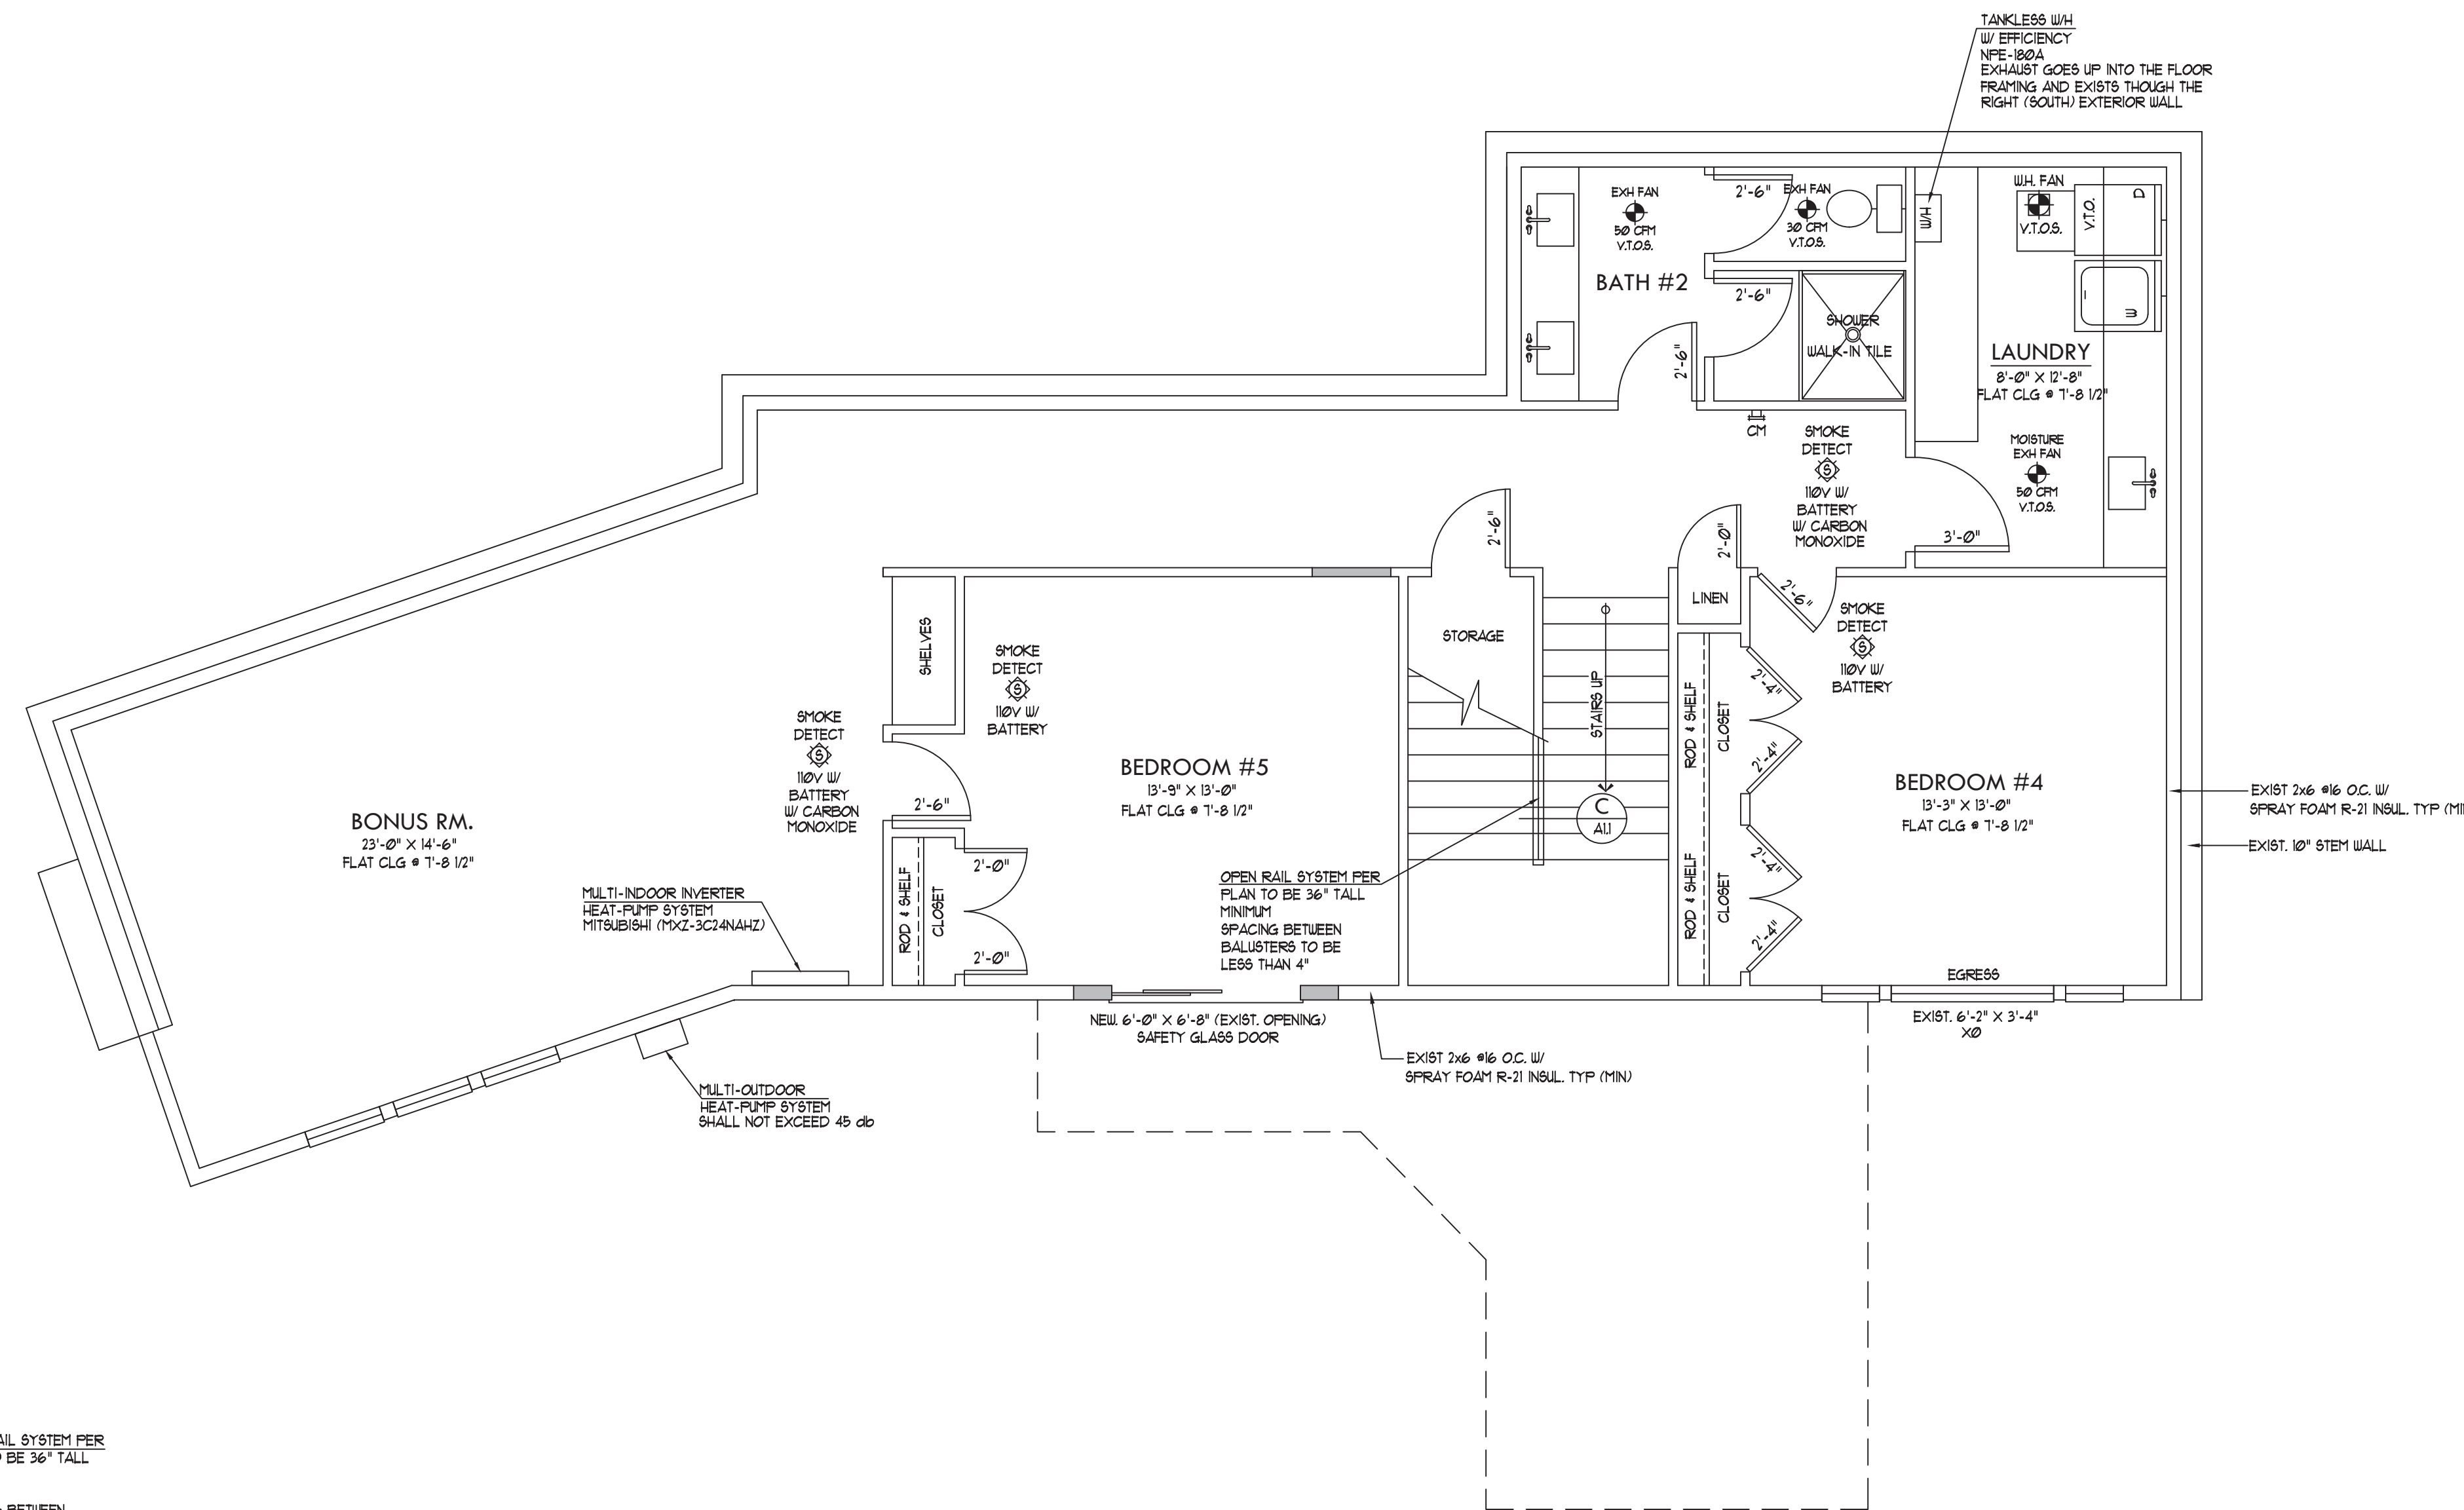 TANKLESS W/H
W/ EFFICIENCY
NPE-180A
EXHAUST GOES UP INTO THE FLOOR
FRAMING AND EXISTS THOUGH THE
RIGHT (SOUTH) EXTERIOR WALL
EXH FAN
50 CFM
V.T.O.S.
BATH #2
2'-6"
EXH FAN
30 CFM
V.T.O.S.
2'-6"
SHOWER
WALK-IN TILE
2'-6"
W/H
W.H. FAN
V.T.O.S.
V.T.O.
D
W
LAUNDRY
8'-0" X 12'-8"
FLAT CLG @ 7'-8 1/2"
MOISTURE
EXH FAN
50 CFM
V.T.O.S.
3'-0"
CM
SMOKE
DETECT
S
110V W/
BATTERY
W/ CARBON
MONOXIDE
2'-6"
2'-0"
LINEN
2'-6"
STORAGE
STAIRS UP
SHELVES
SMOKE
DETECT
S
110V W/
BATTERY
SMOKE
DETECT
S
110V W/
BATTERY
W/ CARBON
MONOXIDE
2'-6"
BEDROOM #5
13'-9" X 13'-0"
FLAT CLG @ 7'-8 1/2"
BONUS RM.
23'-0" X 14'-6"
FLAT CLG @ 7'-8 1/2"
MULTI-INDOOR INVERTER
HEAT-PUMP SYSTEM
MITSUBISHI (MXZ-3C24NAHZ)
ROD & SHELF
CLOSET
2'-0"
2'-0"
OPEN RAIL SYSTEM PER
PLAN TO BE 36" TALL
MINIMUM
SPACING BETWEEN
BALUSTERS TO BE
LESS THAN 4"
C
A1.1
ROD & SHELF
CLOSET
ROD & SHELF
CLOSET
2'-4"
2'-4"
2'-4"
2'-4"
SMOKE
DETECT
S
110V W/
BATTERY
BEDROOM #4
13'-3" X 13'-0"
FLAT CLG @ 7'-8 1/2"
EXIST 2x6 @16 O.C. W/
SPRAY FOAM R-21 INSUL. TYP (MI
EXIST. 10" STEM WALL
EGRESS
EXIST. 6'-2" X 3'-4"
XO
NEW. 6'-0" X 6'-8" (EXIST. OPENING)
SAFETY GLASS DOOR
EXIST 2x6 @16 O.C. W/
SPRAY FOAM R-21 INSUL. TYP (MIN)
MULTI-OUTDOOR
HEAT-PUMP SYSTEM
SHALL NOT EXCEED 45 db
AIL SYSTEM PER
BE 36" TALL
BETWEEN